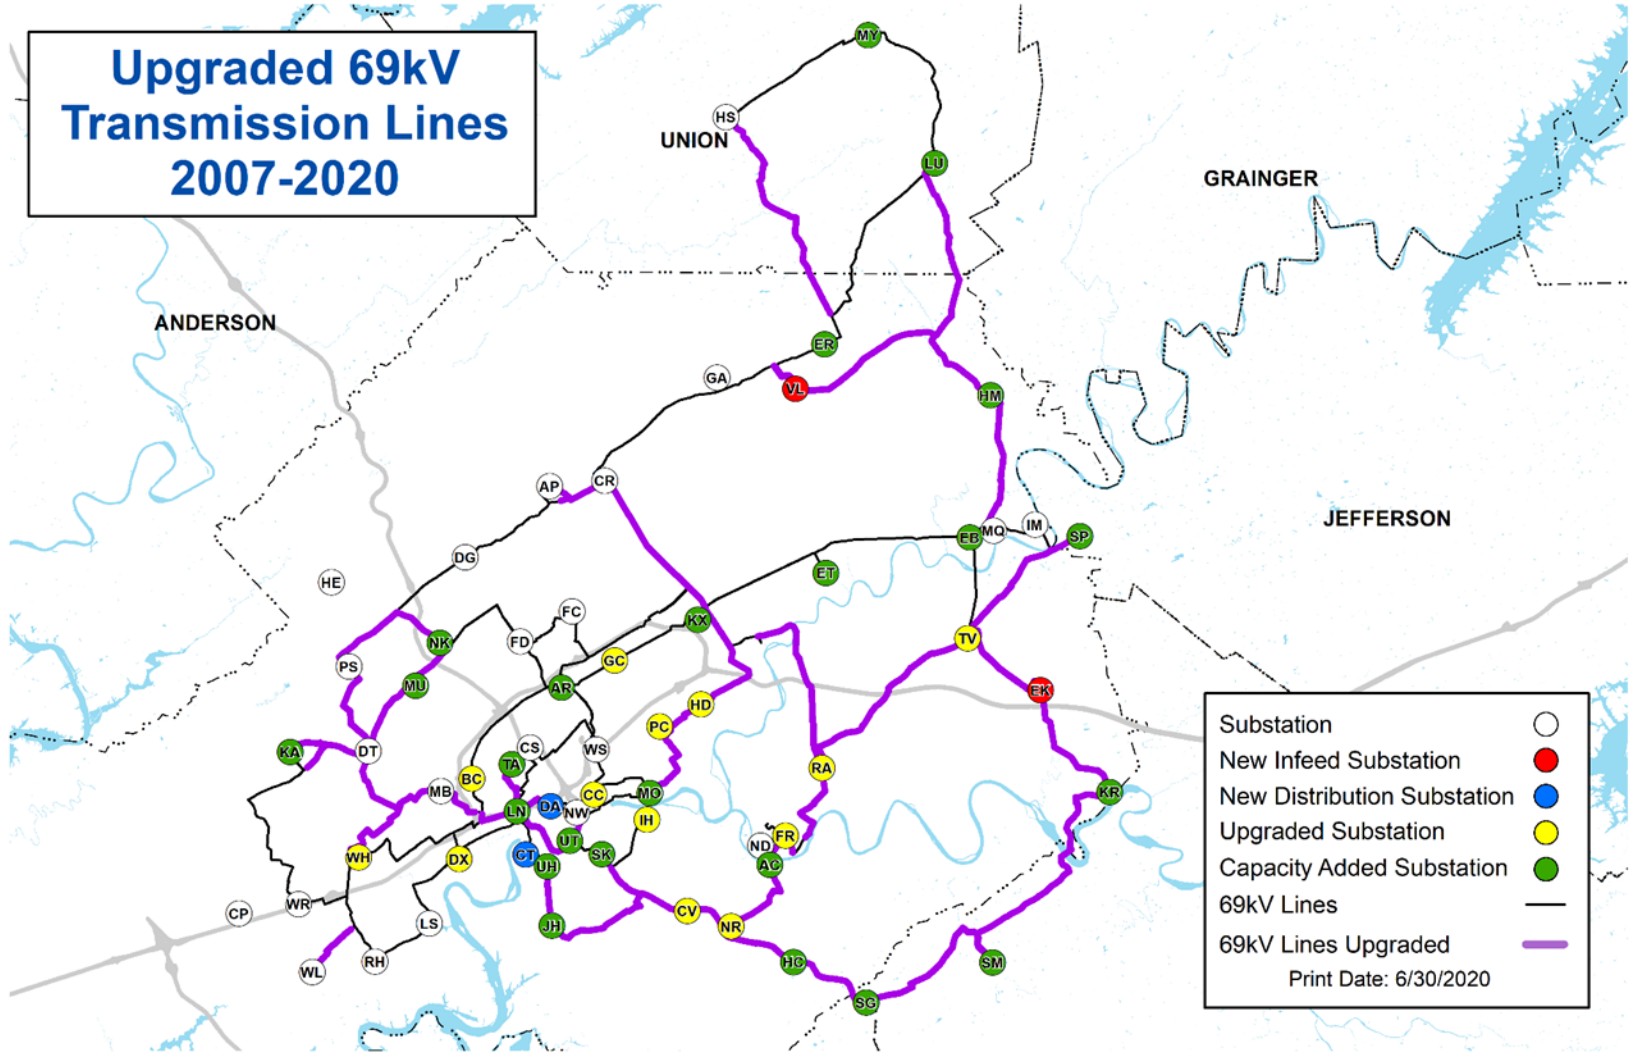 Upgraded 69kV
Transmission Lines
2007-2020
MY
HS
UNION
LU
GRAINGER
ANDERSON
ER
GA
VL
HM
AP
CR
JEFFERSON
DG
EB
MQ
IM
SP
HE
ET
FC
KX
NK
FD
TV
PS
GC
MU
AR
EK
HD
PC
KA
DT
CS
WS
TA
RA
BC
MB
CC
MO
KR
LN
DA
NW
IH
WH
DX
GT
UH
UT
SK
ND
FR
AC
CP
WR
LS
JH
CV
NR
WL
RH
HC
SM
SG
Substation
New Infeed Substation
New Distribution Substation
Upgraded Substation
Capacity Added Substation
69kV Lines
69kV Lines Upgraded
Print Date: 6/30/2020